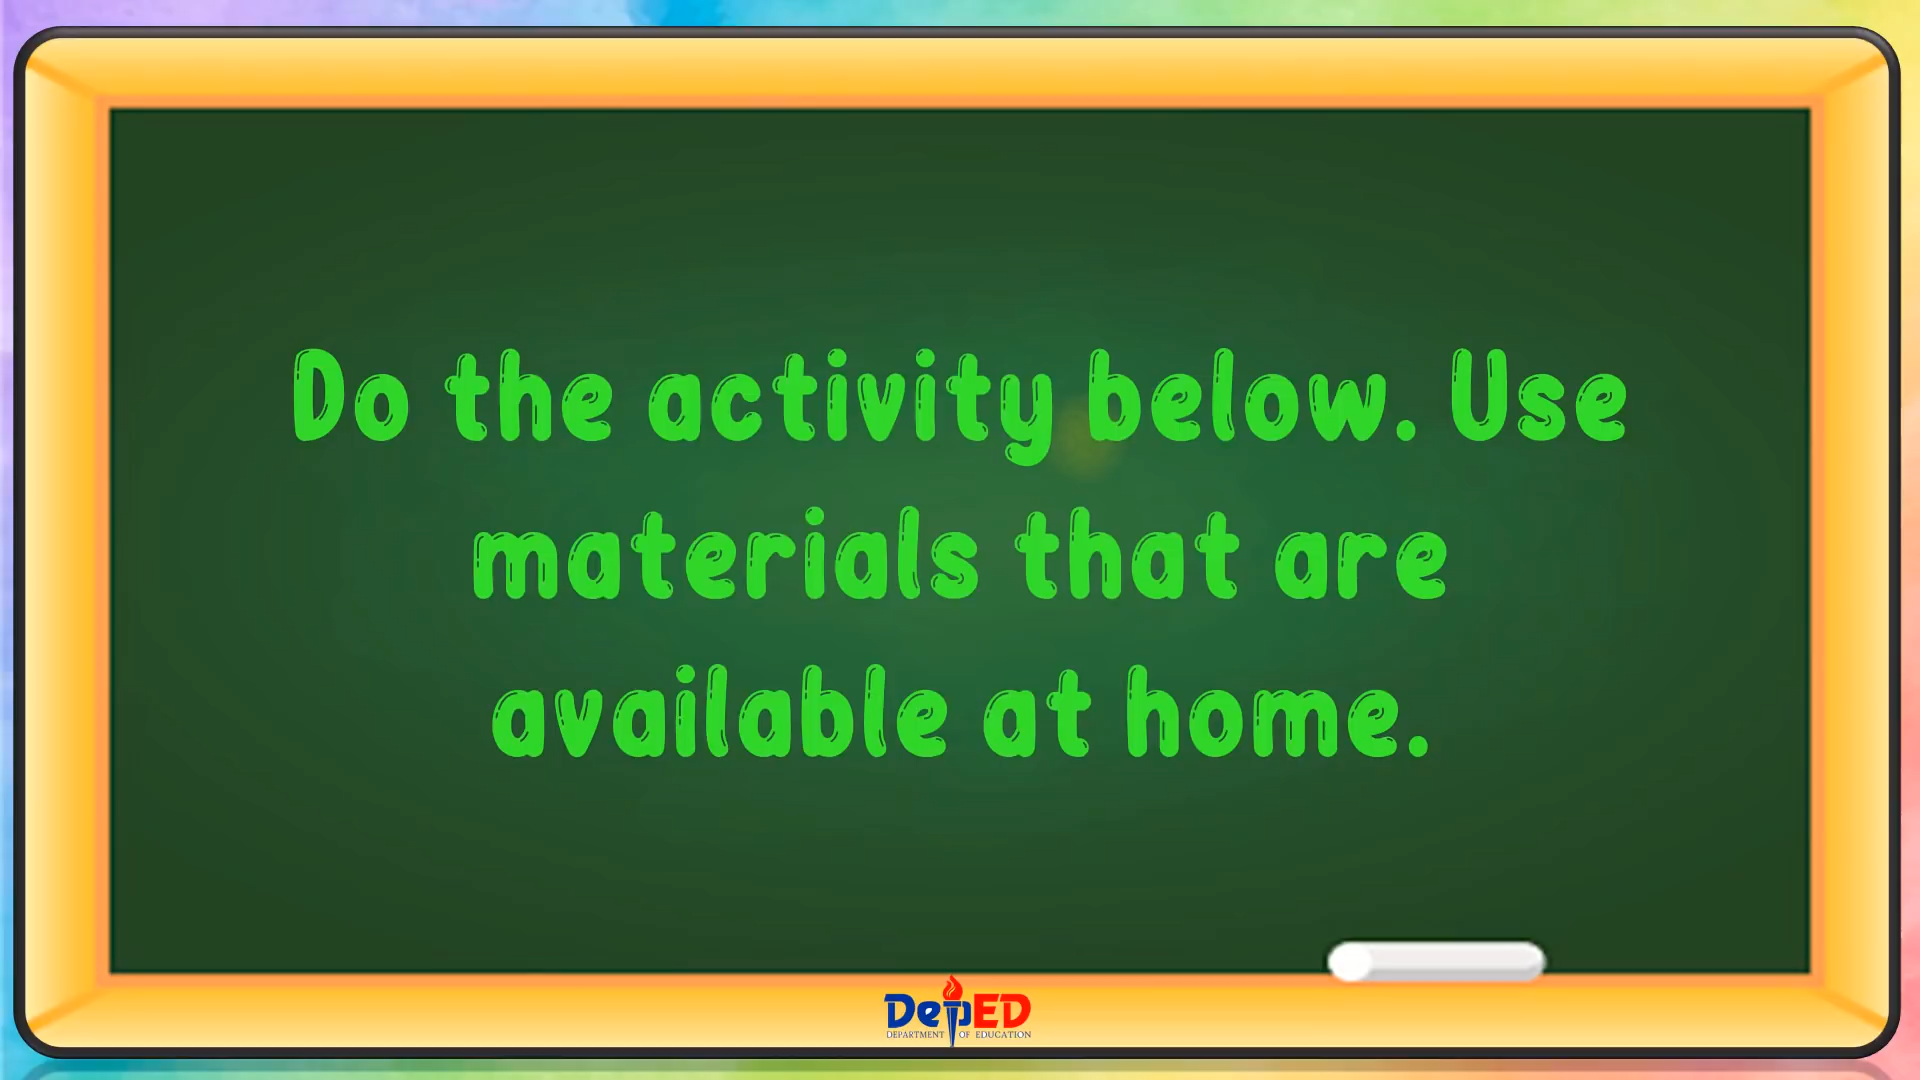 Do the activity below. Use
materials that are
available at home.
DepED
DEPARTMENT OF EDUCATION